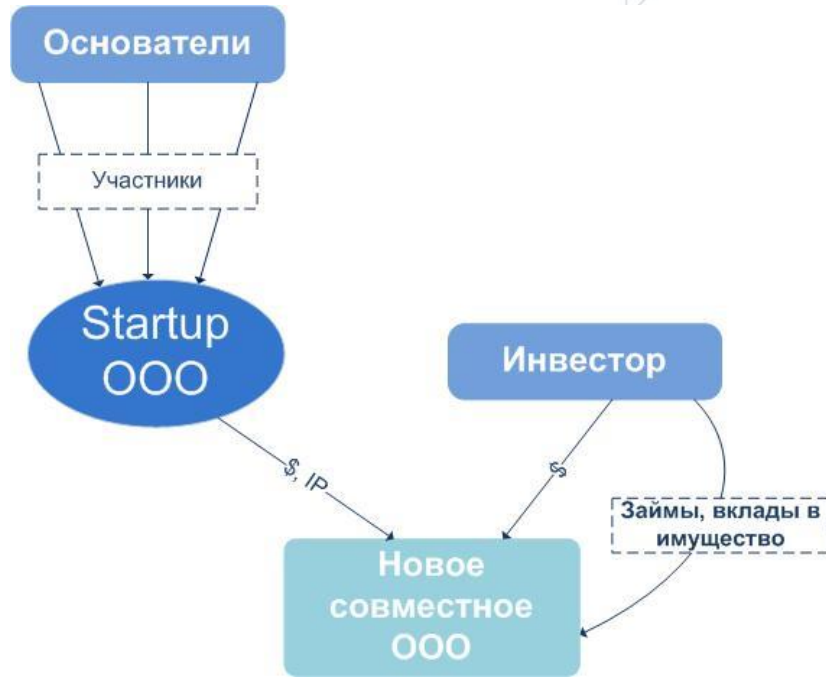 Основатели
Участники
Startup
ООО
Инвестор
$, IP
$
Займы, вклады в
имущество
Новое
совместное
ООО